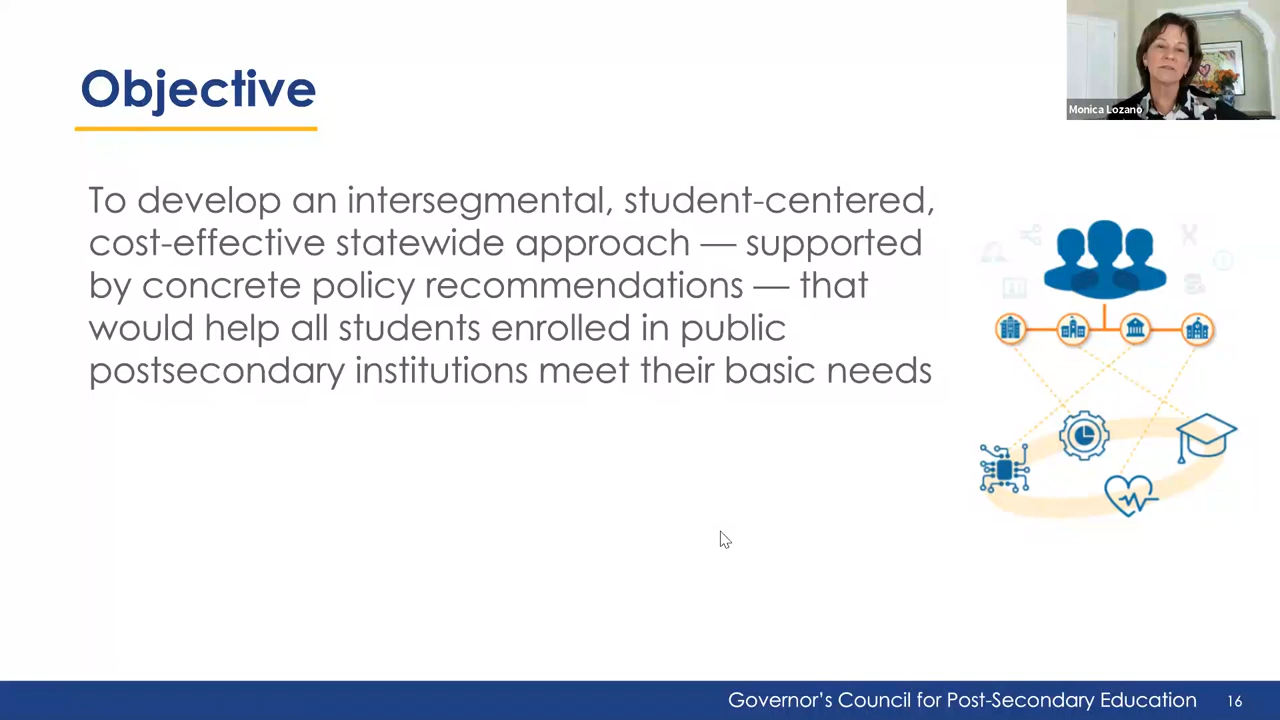 Monica Lozano
Objective
To develop an intersegmental, student-centered,
cost-effective statewide approach — supported
by concrete policy recommendations — that
would help all students enrolled in public
postsecondary institutions meet their basic needs
Governor's Council for Post-Secondary Education 16